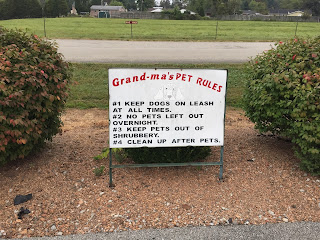 Grand-ma's PET RULES
#1 KEEP DOGS ON LEASH
AT ALL TIMES.
#2 NO PETS LEFT OUT
OVERNIGHT.
#3 KEEP PETS OUT OF
SHRUBBERY.
#4 CLEAN UP AFTER PETS.